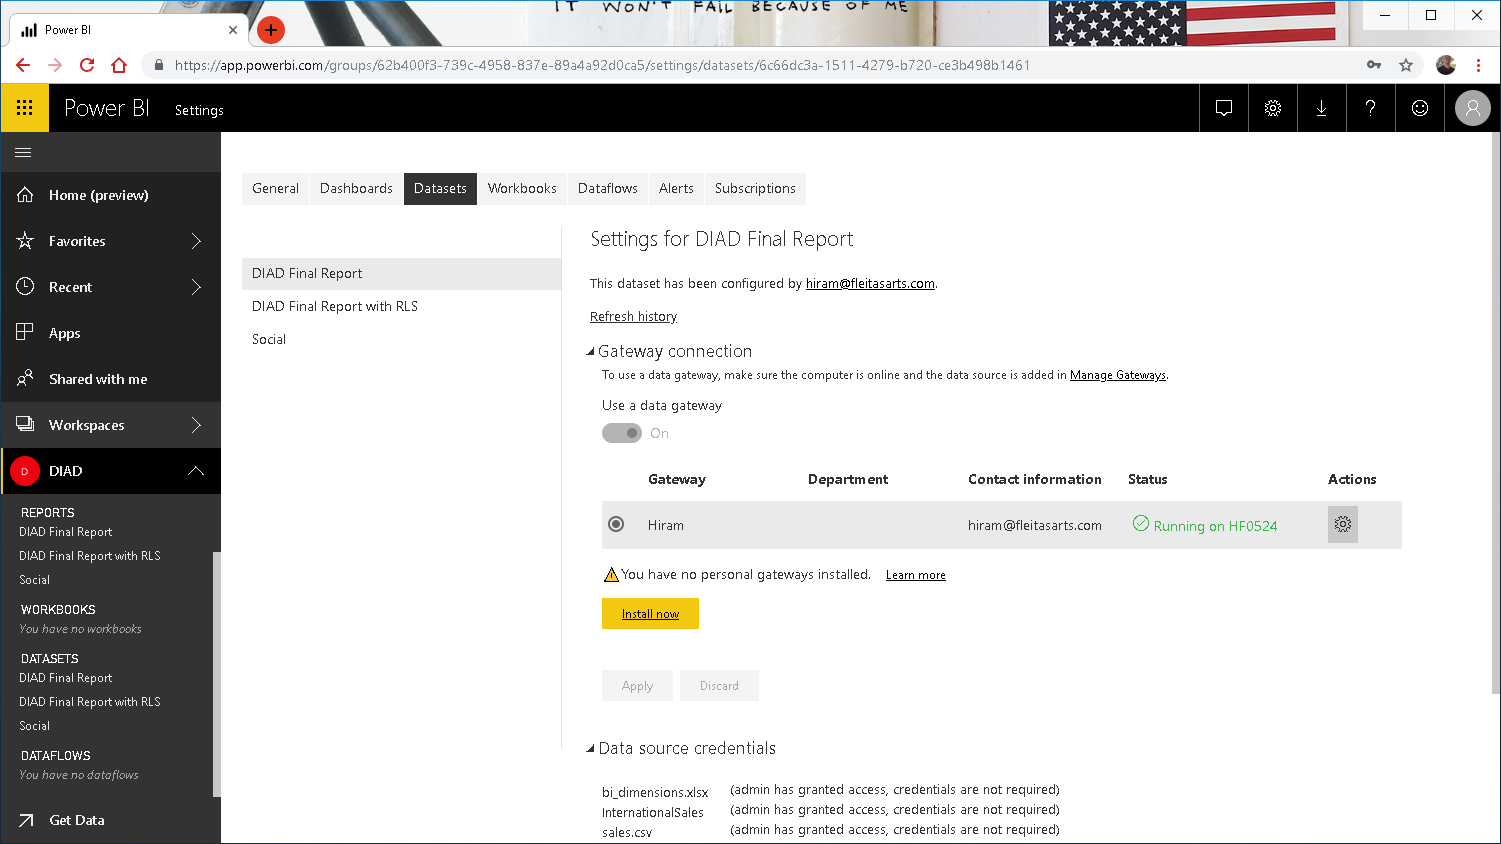 IT WON'T FAIL BECAUSE OF ME
Power BI
https://app.powerbi.com/groups/62b400f3-739c-4958-837e-89a4a92d0ca5/settings/datasets/6c66dc3a-1511-4279-b720-ce3b498b1461
Power BI Settings
Home (preview)
Favorites
Recent
Apps
Shared with me
Workspaces
D DIAD
REPORTS
DIAD Final Report
DIAD Final Report with RLS
Social
WORKBOOKS
You have no workbooks
DATASETS
DIAD Final Report
DIAD Final Report with RLS
Social
DATAFLOWS
You have no dataflows
Get Data
General Dashboards Datasets Workbooks Dataflows Alerts Subscriptions
DIAD Final Report
DIAD Final Report with RLS
Social
Settings for DIAD Final Report
This dataset has been configured by hiram@fleitasarts.com.
Refresh history
Gateway connection
To use a data gateway, make sure the computer is online and the data source is added in Manage Gateways.
Use a data gateway
On
Gateway Department Contact information Status Actions
Hiram hiram@fleitasarts.com Running on HF0524
You have no personal gateways installed. Learn more
Install now
Apply Discard
Data source credentials
bi_dimensions.xlsx (admin has granted access, credentials are not required)
InternationalSales (admin has granted access, credentials are not required)
sales.csv (admin has granted access, credentials are not required)